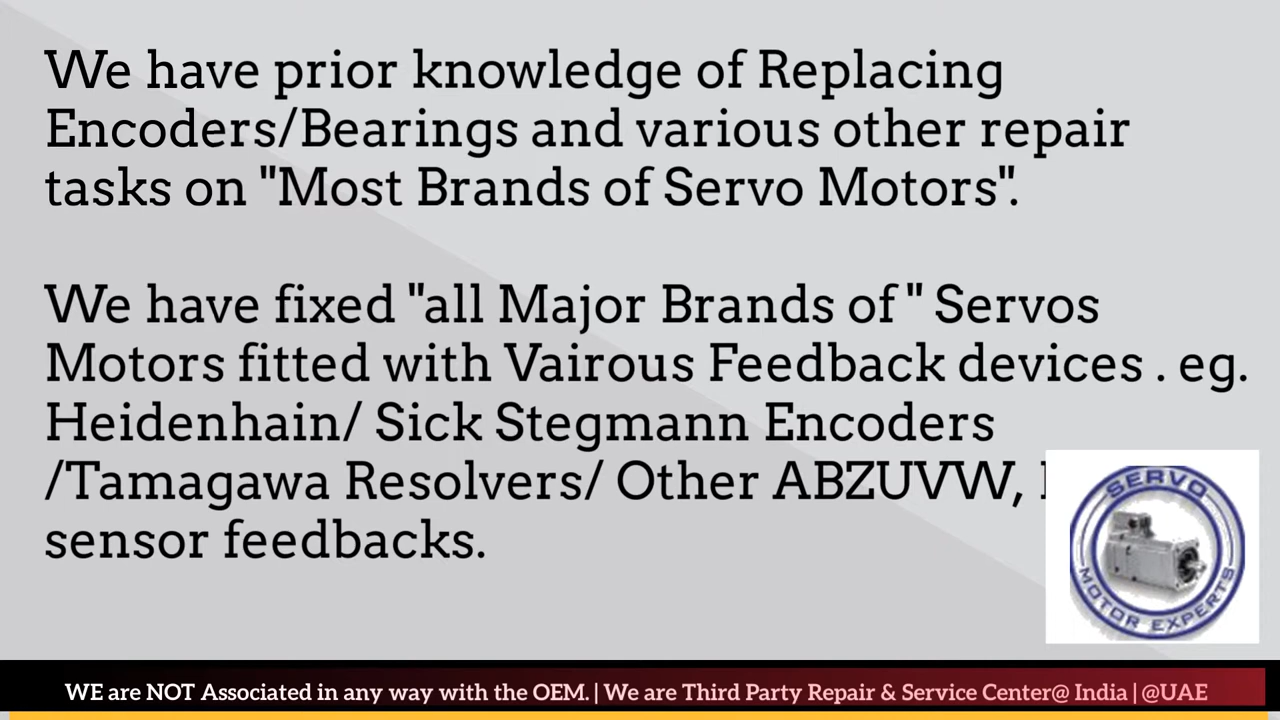 We have prior knowledge of Replacing
Encoders/Bearings and various other repair
tasks on "Most Brands of Servo Motors".
We have fixed "all Major Brands of " Servos
Motors fitted with Vairous Feedback devices . eg.
Heidenhain/ Sick Stegmann Encoders
/Tamagawa Resolvers/ Other ABZUVW,
sensor feedbacks.
SERVO
MOTOR EXPERTS
WE are NOT Associated in any way with the OEM. | We are Third Party Repair & Service Center@ India | @UAE